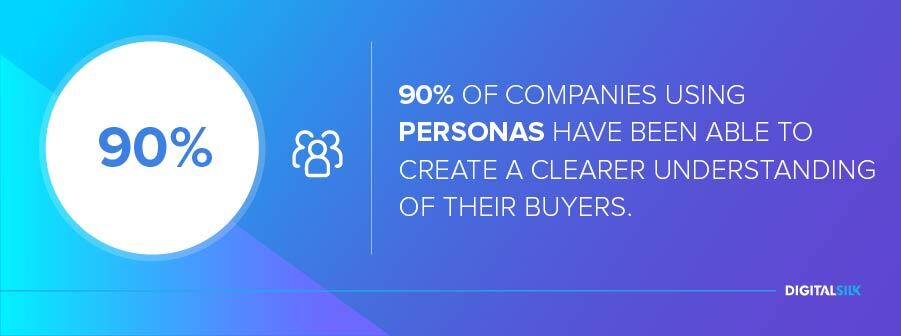 90%
90% OF COMPANIES USING
PERSONAS HAVE BEEN ABLE TO
CREATE A CLEARER UNDERSTANDING
OF THEIR BUYERS.
DIGITALSILK